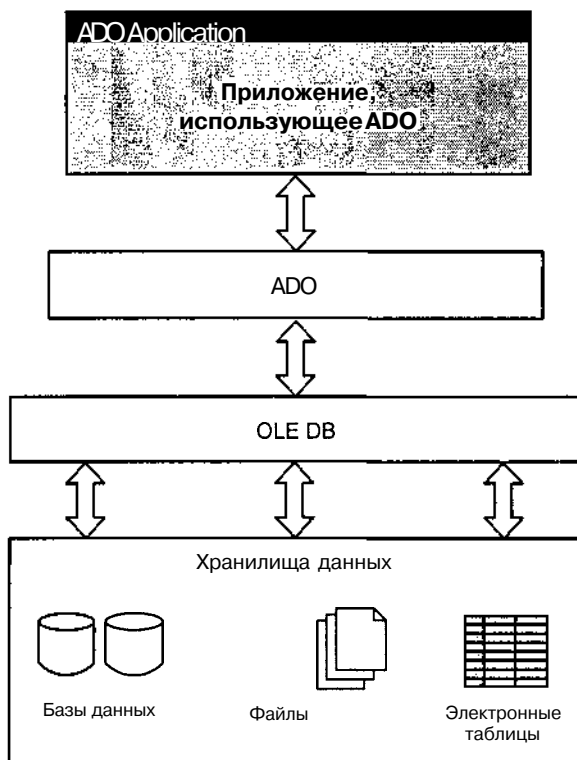 ADO Application
Приложение,
использующее ADO
ADO
OLE DB
Хранилища данных
Базы данных
Файлы
Электронные
таблицы